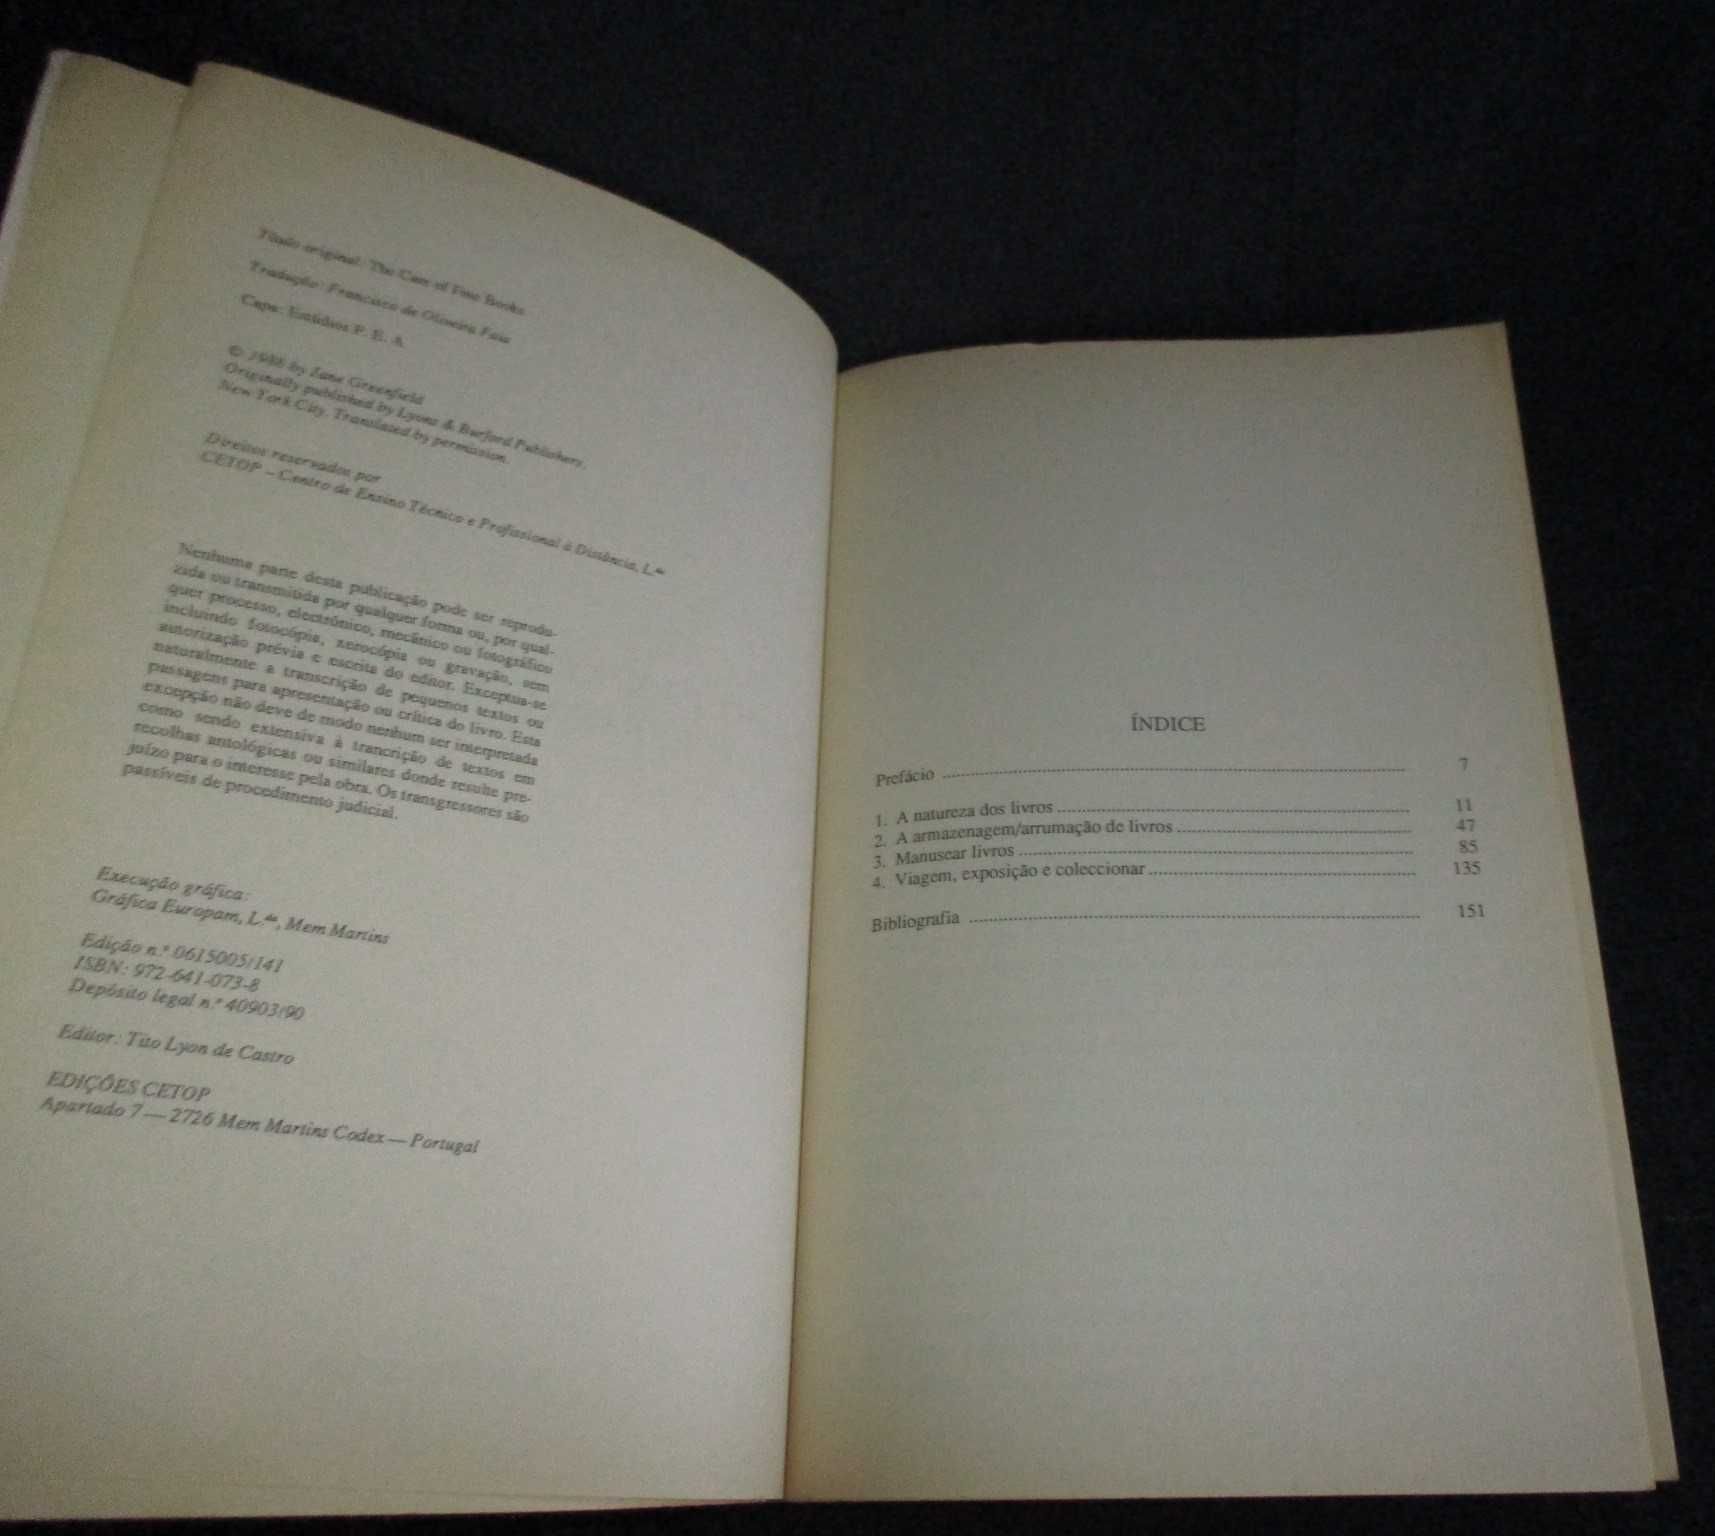 Título original: The Care of Fine Books
Tradução: Francisco de Oliveira Faia
Capa: Estúdios P. E. A.
© 1988 by Jane Greenfield
Originally published by Lyons & Burford Publishers,
New York City. Translated by permission.
Direitos reservados por
CETOP – Centro de Ensino Técnico e Profissional à Distância, L.da
Nenhuma parte desta publicação pode ser reprodu-
zida ou transmitida por qualquer forma ou, por qual-
quer processo, electrónico, mecânico ou fotográfico
incluindo fotocópia, xerocópia ou gravação, sem
autorização prévia e escrita do editor. Exceptua-se
naturalmente a transcrição de pequenos textos ou
passagens para apresentação ou crítica do livro. Esta
excepção não deve de modo nenhum ser interpretada
como sendo extensiva à trancrição de textos em
recolhas antológicas ou similares donde resulte pre-
juízo para o interesse pela obra. Os transgressores são
passíveis de procedimento judicial.
Execução gráfica:
Gráfica Europam, L.da, Mem Martins
Edição n.º 0615005/141
ISBN: 972-641-073-8
Depósito legal n.º 40903/90
Editor: Tito Lyon de Castro
EDIÇÕES CETOP
Apartado 7 — 2726 Mem Martins Codex — Portugal
ÍNDICE
Prefácio ........ 7
1. A natureza dos livros ........ 11
2. A armazenagem/arrumação de livros ........ 47
3. Manusear livros ........ 85
4. Viagem, exposição e coleccionar ........ 135
Bibliografia ........ 151